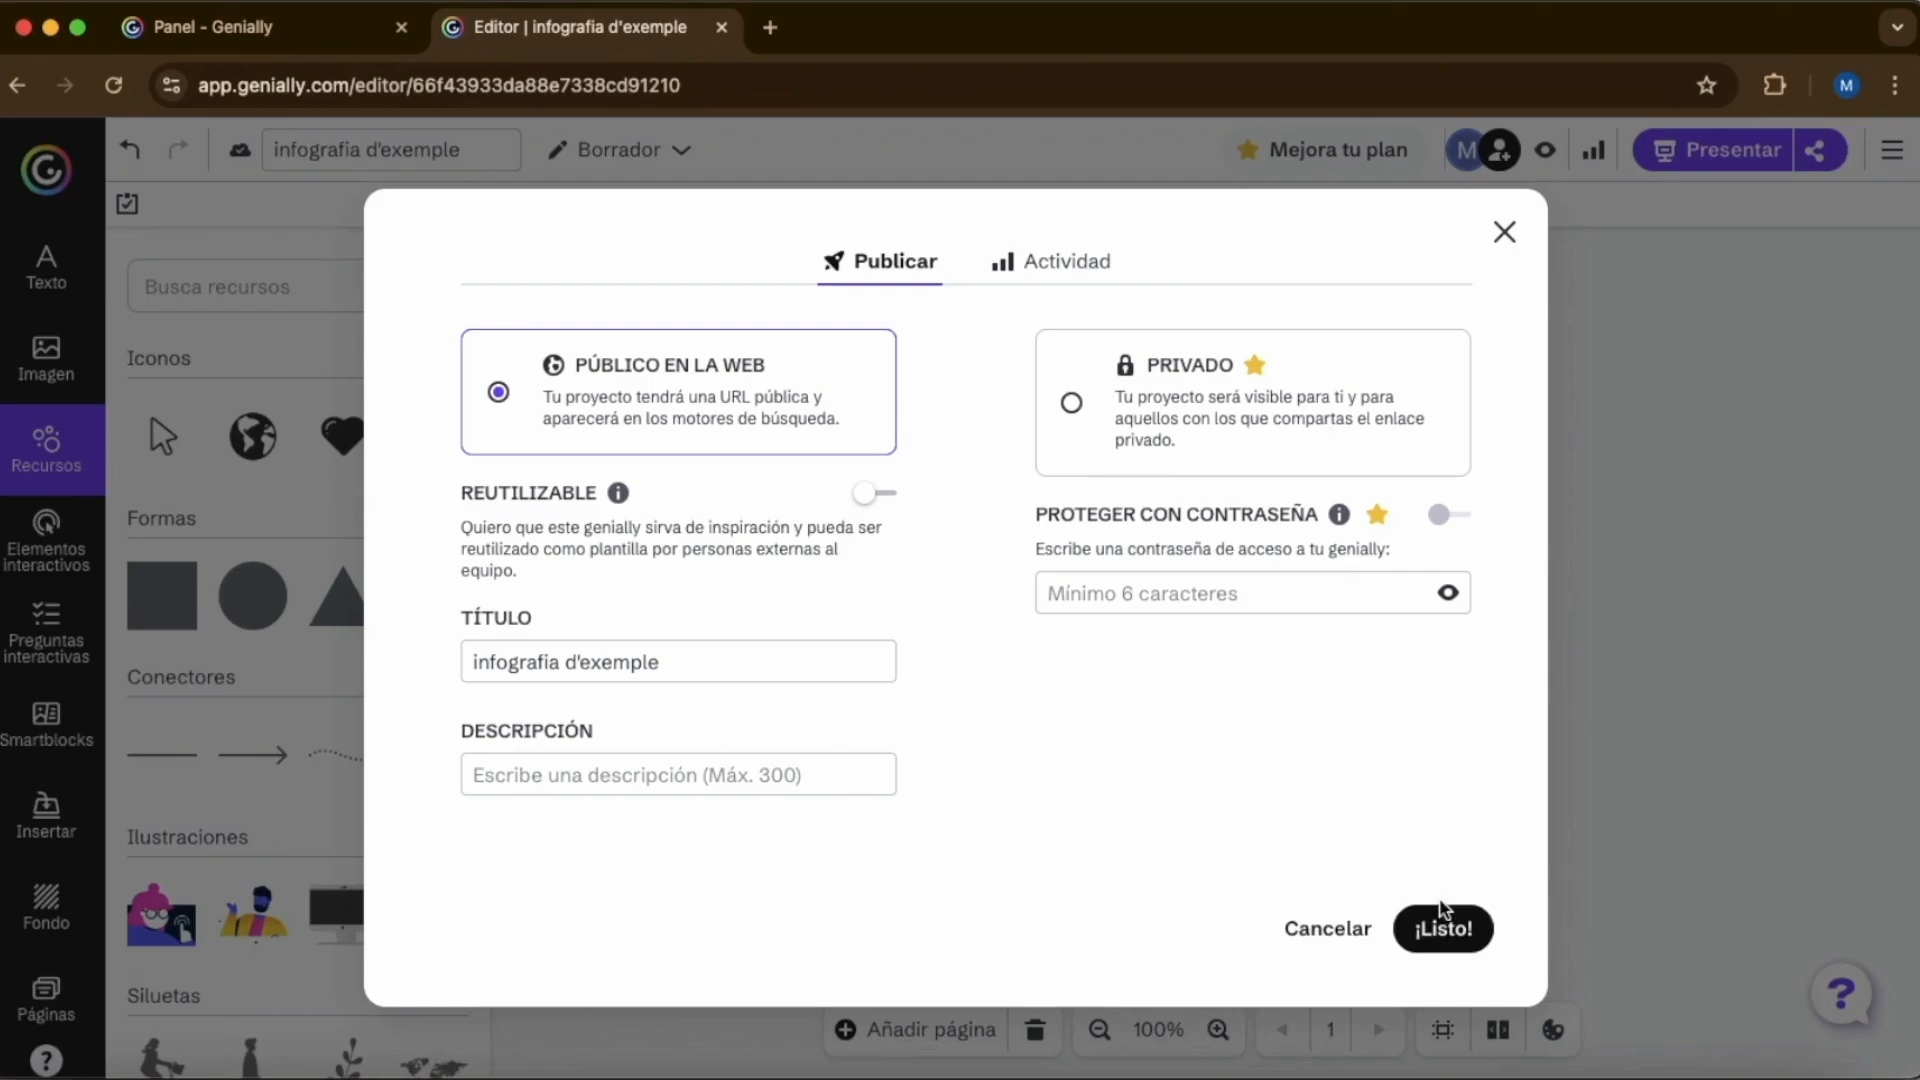 Panel - Genially
Editor | infografia d'exemple
app.genially.com/editor/66f43933da88e7338cd91210
M
infografia d'exemple
Borrador
Mejora tu plan
M
Presentar
Texto
Imagen
Recursos
Elementos
interactivos
Preguntas
interactivas
Smartblocks
Insertar
Fondo
Páginas
Busca recursos
Iconos
Formas
Conectores
Ilustraciones
Siluetas
Publicar
Actividad
PÚBLICO EN LA WEB
Tu proyecto tendrá una URL pública y
aparecerá en los motores de búsqueda.
REUTILIZABLE
Quiero que este genially sirva de inspiración y pueda ser
reutilizado como plantilla por personas externas al
equipo.
TÍTULO
infografia d'exemple
DESCRIPCIÓN
Escribe una descripción (Máx. 300)
PRIVADO
Tu proyecto será visible para ti y para
aquellos con los que compartas el enlace
privado.
PROTEGER CON CONTRASEÑA
Escribe una contraseña de acceso a tu genially:
Mínimo 6 caracteres
Cancelar
¡Listo!
Añadir página
100%
1
?
?